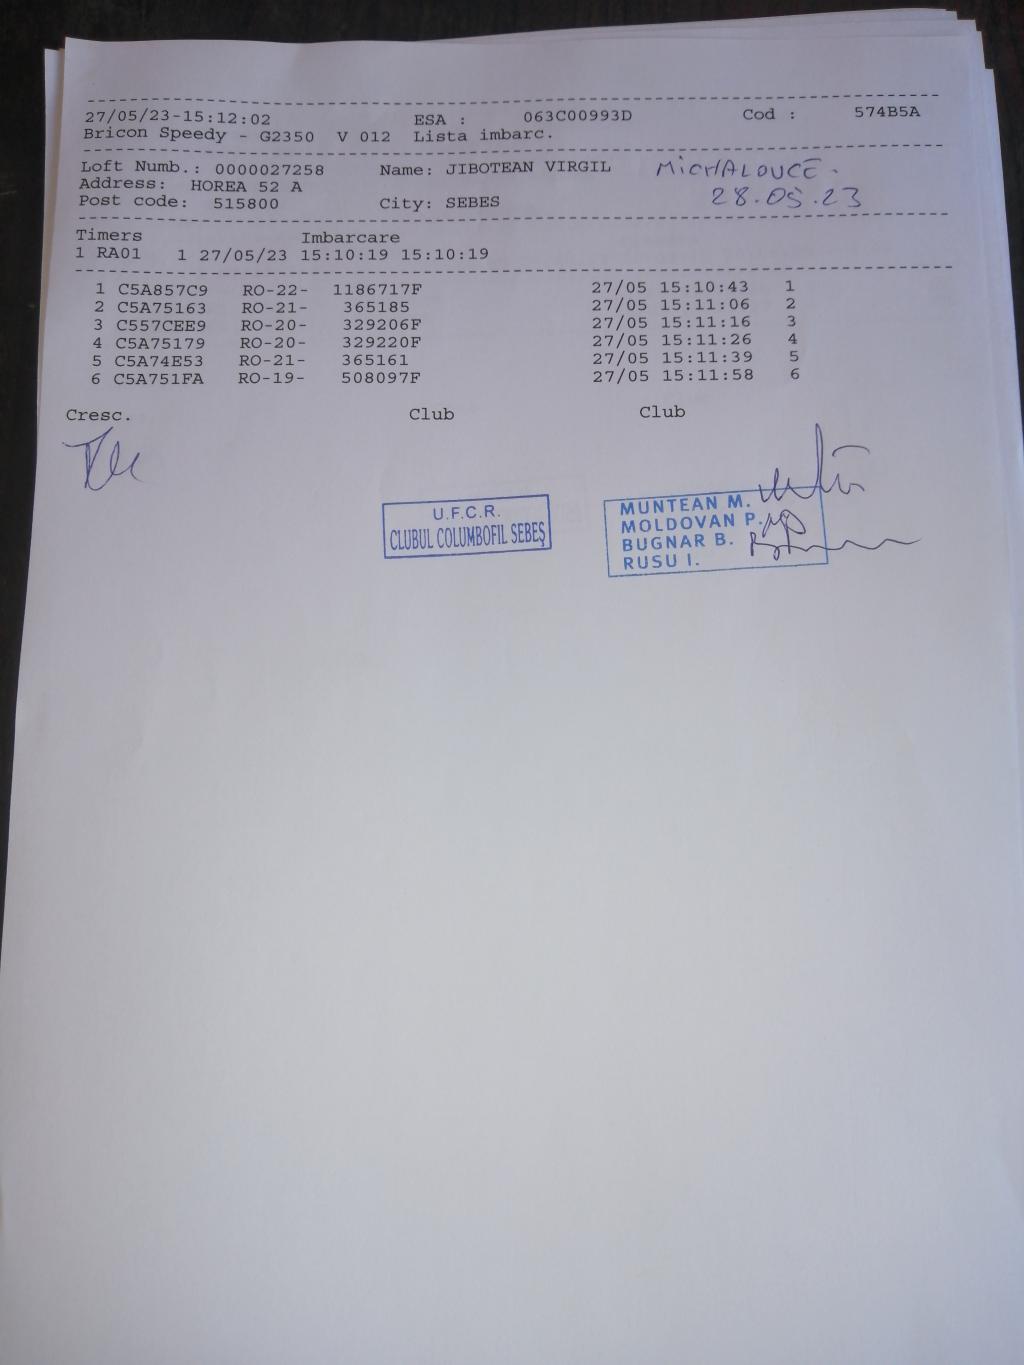 27/05/23-15:12:02 ESA : 063C00993D Cod : 574B5A
Bricon Speedy - G2350 V 012 Lista imbarc.
Loft Numb.: 0000027258 Name: JIBOTEAN VIRGIL MiCHALOUCE.
Address: HOREA 52 A 28.05.23
Post code: 515800 City: SEBES
Timers Imbarcare
1 RA01 1 27/05/23 15:10:19 15:10:19
1 C5A857C9 RO-22- 1186717F 27/05 15:10:43 1
2 C5A75163 RO-21- 365185 27/05 15:11:06 2
3 C557CEE9 RO-20- 329206F 27/05 15:11:16 3
4 C5A75179 RO-20- 329220F 27/05 15:11:26 4
5 C5A74E53 RO-21- 365161 27/05 15:11:39 5
6 C5A751FA RO-19- 508097F 27/05 15:11:58 6
Cresc. Club Club
U.F.C.R.
CLUBUL COLUMBOFIL SEBEȘ
MUNTEAN M.
MOLDOVAN P.
BUGNAR B.
RUSU I.